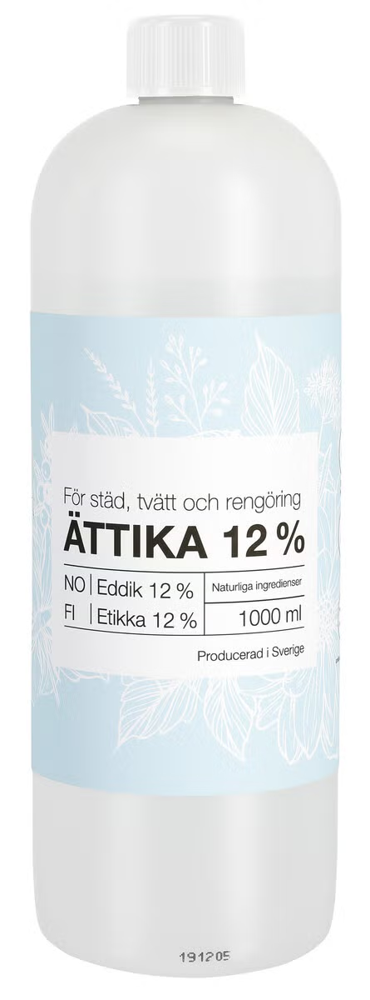 För städ, tvätt och rengöring
ÄTTIKA 12 %
NO | Eddik 12 %
FI | Etikka 12 %
Naturliga ingredienser
1000 ml
Producerad i Sverige
191205